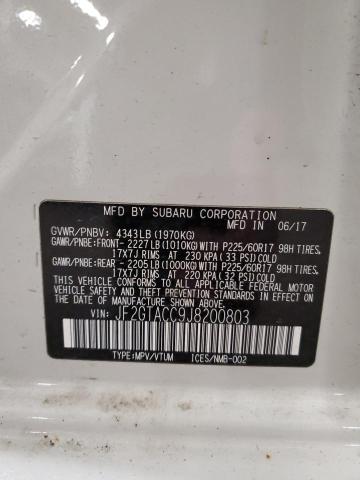 MFD BY SUBARU CORPORATION 06/17
GVWR/PNBV: 4343LB (1970KG)
GAWR/PNBE:FRONT- 2227LB (1010KG) WITH P225/60R17 98H TIRES,
17X7J RIMS AT 230 KPA ( 33 PSI) COLD
GAWR/PNBE:REAR - 2205LB (1000KG) WITH P225/60R17 98H TIRES,
17X7J RIMS AT 220 KPA ( 32 PSI) COLD
THIS VEHICLE CONFORMS TO ALL APPLICABLE FEDERAL MOTOR
VEHICLE SAFETY AND THEFT PREVENTION STANDARDS IN EFFECT
ON THE DATE OF MANUFACTURE SHOWN ABOVE.
VIN: JF2GTACC9J8200803
TYPE:MPV/VTUM ICES/NMB-002